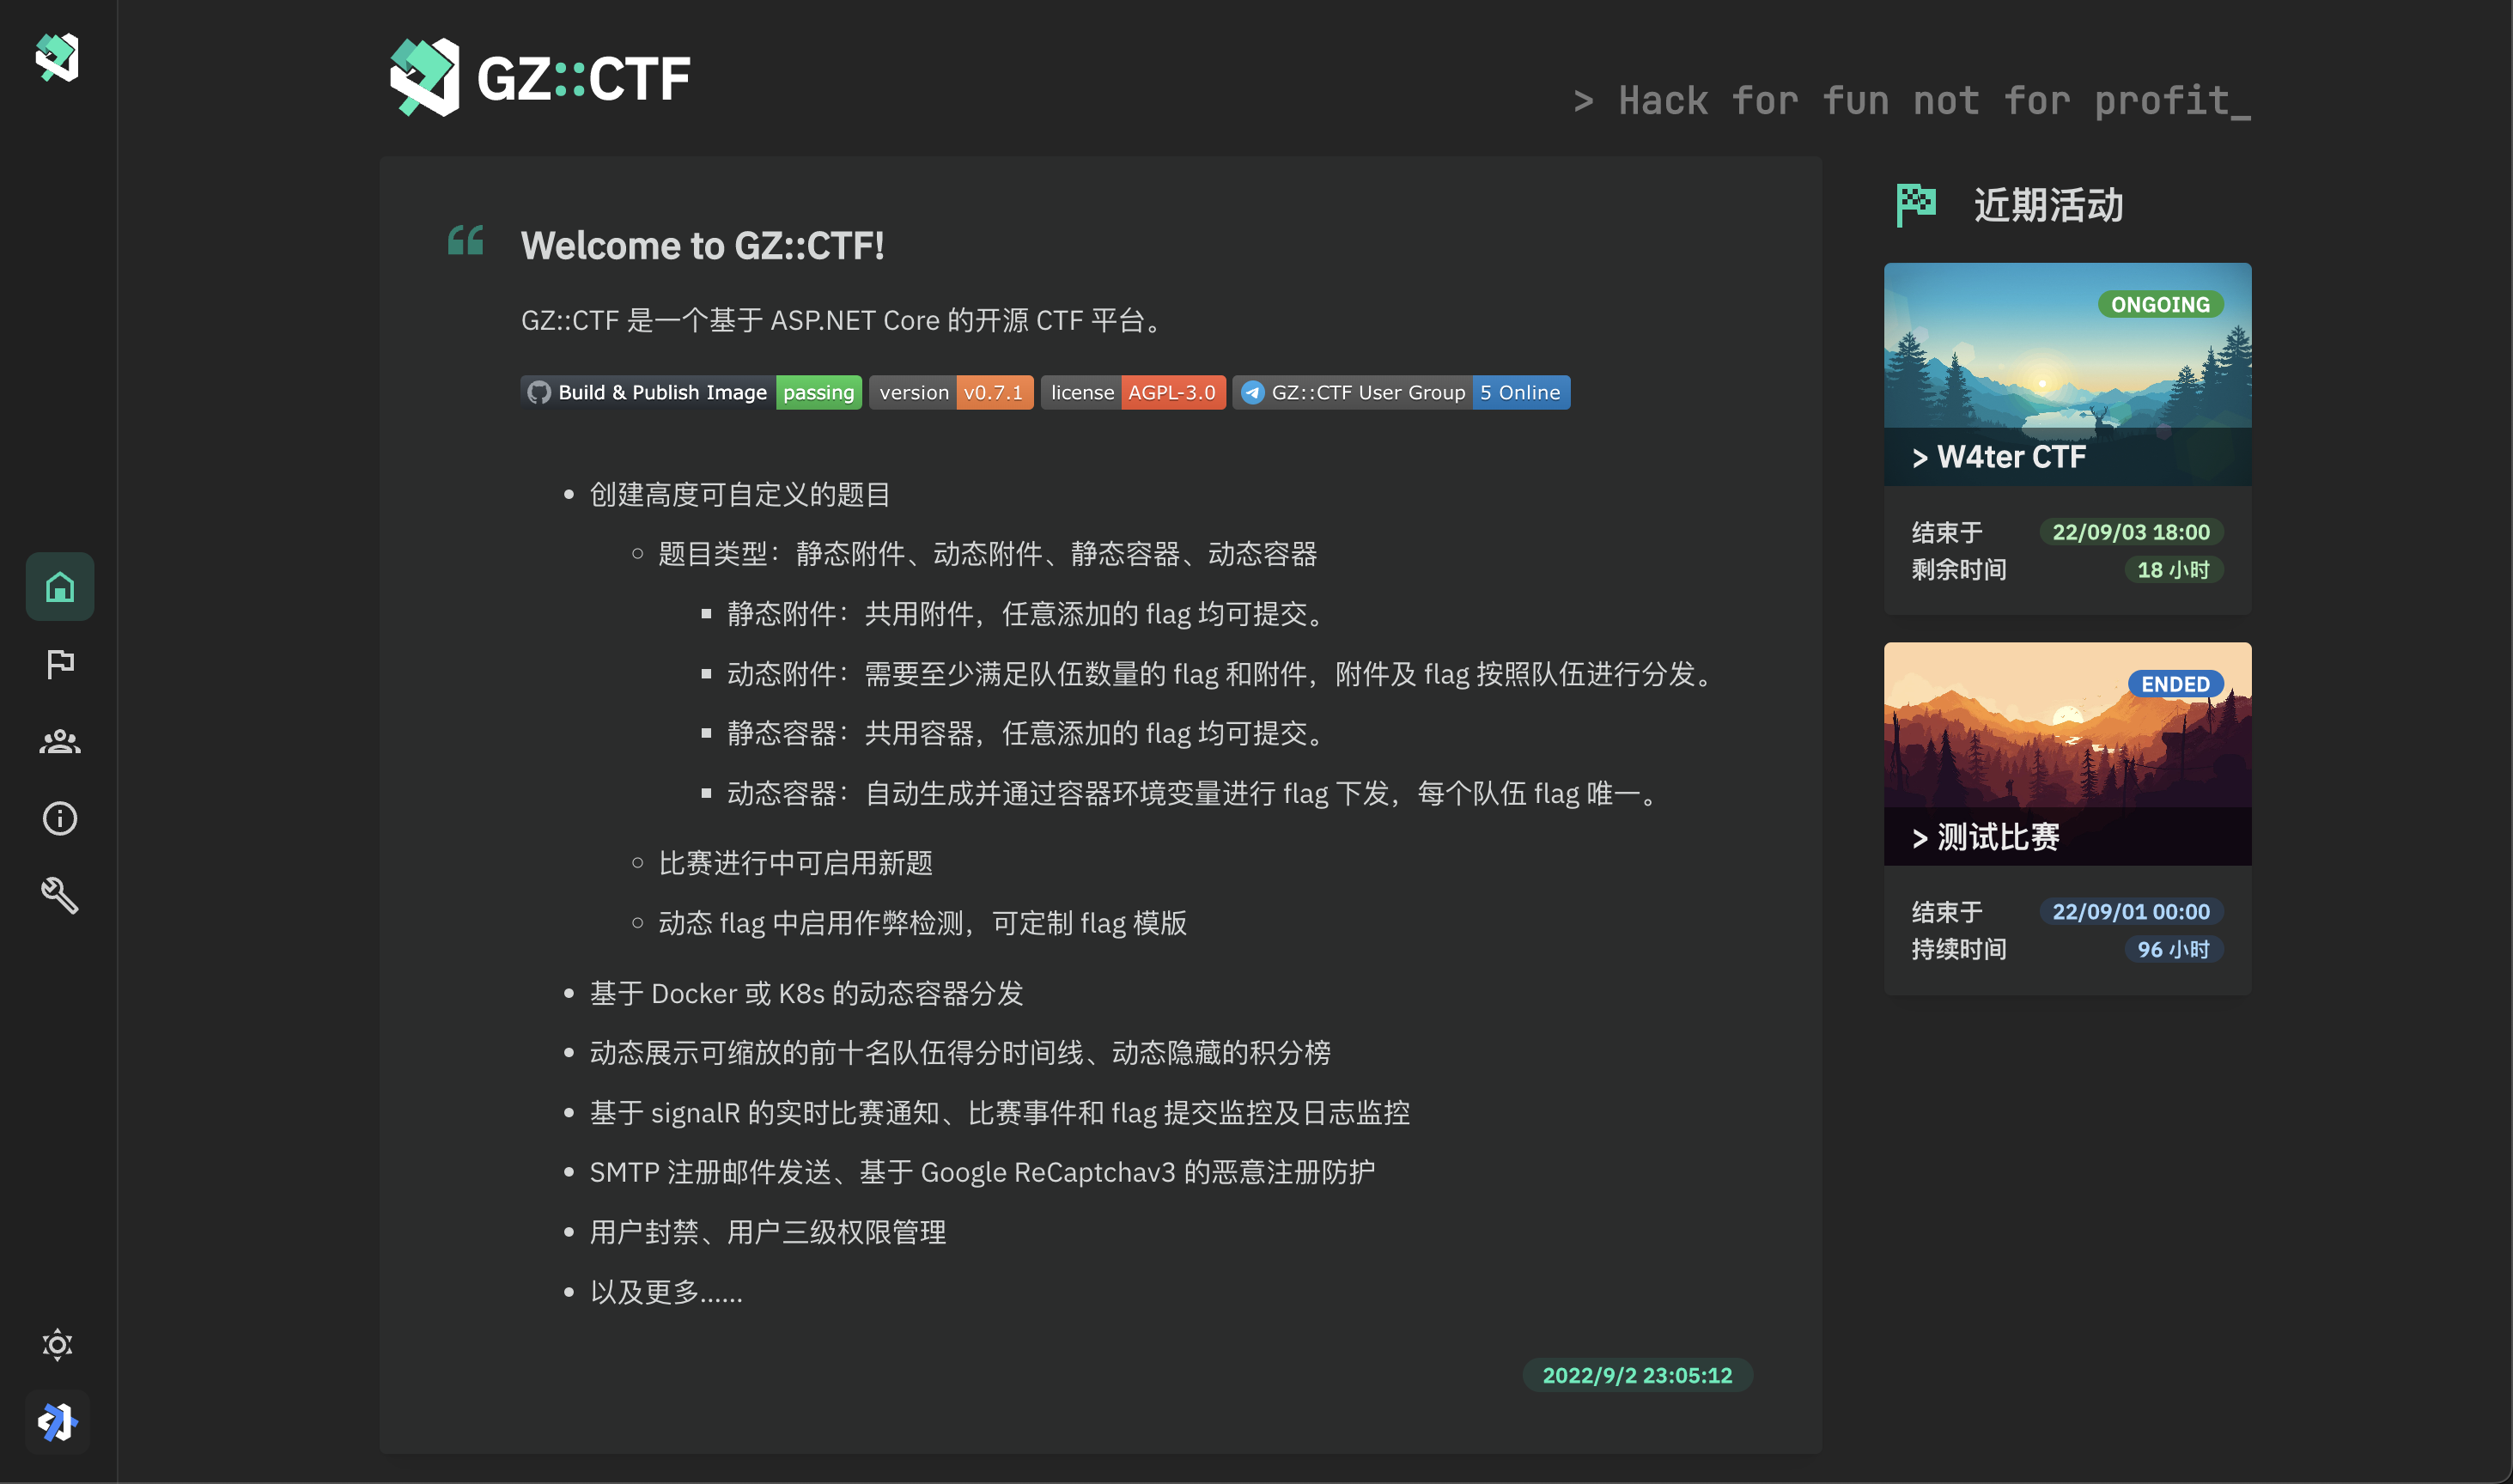 GZ::CTF
> Hack for fun not for profit_
Welcome to GZ::CTF!
GZ::CTF 是一个基于 ASP.NET Core 的开源 CTF 平台。
Build & Publish Image passing version v0.7.1 license AGPL-3.0 GZ::CTF User Group 5 Online
创建高度可自定义的题目
题目类型：静态附件、动态附件、静态容器、动态容器
静态附件：共用附件，任意添加的 flag 均可提交。
动态附件：需要至少满足队伍数量的 flag 和附件，附件及 flag 按照队伍进行分发。
静态容器：共用容器，任意添加的 flag 均可提交。
动态容器：自动生成并通过容器环境变量进行 flag 下发，每个队伍 flag 唯一。
比赛进行中可启用新题
动态 flag 中启用作弊检测，可定制 flag 模版
基于 Docker 或 K8s 的动态容器分发
动态展示可缩放的前十名队伍得分时间线、动态隐藏的积分榜
基于 signalR 的实时比赛通知、比赛事件和 flag 提交监控及日志监控
SMTP 注册邮件发送、基于 Google ReCaptchav3 的恶意注册防护
用户封禁、用户三级权限管理
以及更多……
2022/9/2 23:05:12
近期活动
ONGOING
> W4ter CTF
结束于 22/09/03 18:00
剩余时间 18 小时
ENDED
> 测试比赛
结束于 22/09/01 00:00
持续时间 96 小时